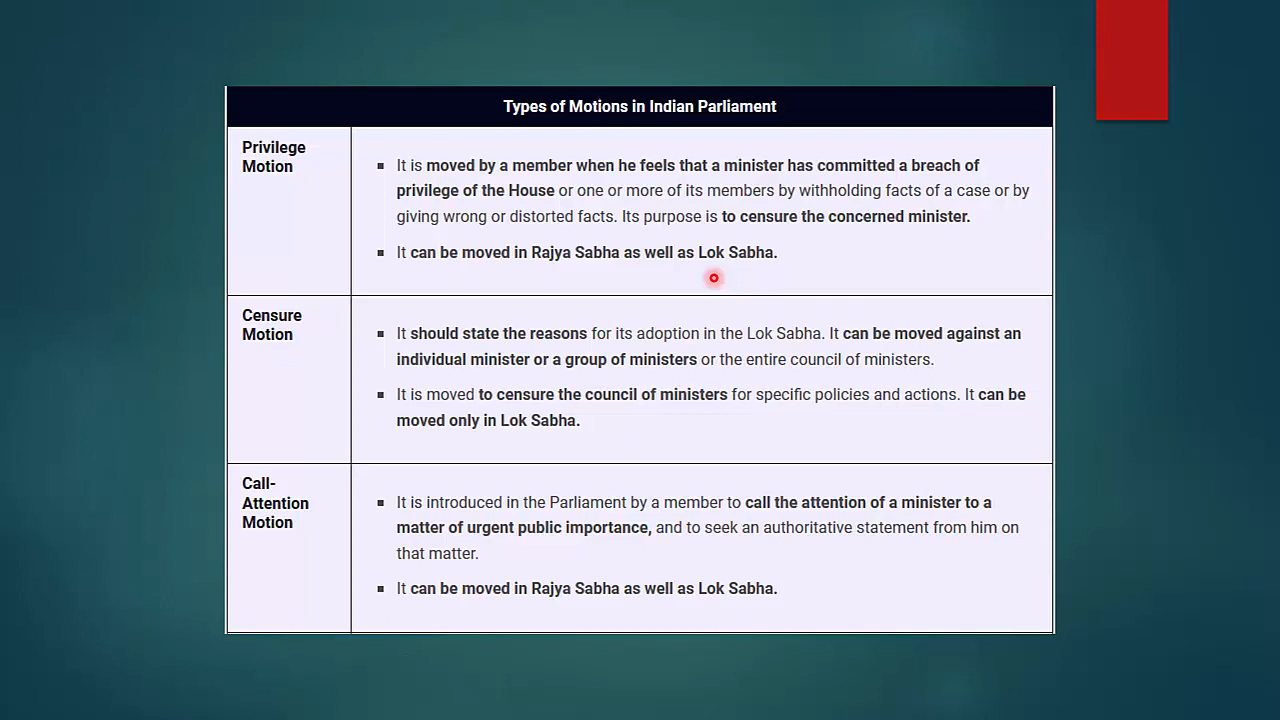 Types of Motions in Indian Parliament
Privilege
Motion
It is moved by a member when he feels that a minister has committed a breach of
privilege of the House or one or more of its members by withholding facts of a case or by
giving wrong or distorted facts. Its purpose is to censure the concerned minister.
It can be moved in Rajya Sabha as well as Lok Sabha.
Censure
Motion
It should state the reasons for its adoption in the Lok Sabha. It can be moved against an
individual minister or a group of ministers or the entire council of ministers.
It is moved to censure the council of ministers for specific policies and actions. It can be
moved only in Lok Sabha.
Call-
Attention
Motion
It is introduced in the Parliament by a member to call the attention of a minister to a
matter of urgent public importance, and to seek an authoritative statement from him on
that matter.
It can be moved in Rajya Sabha as well as Lok Sabha.